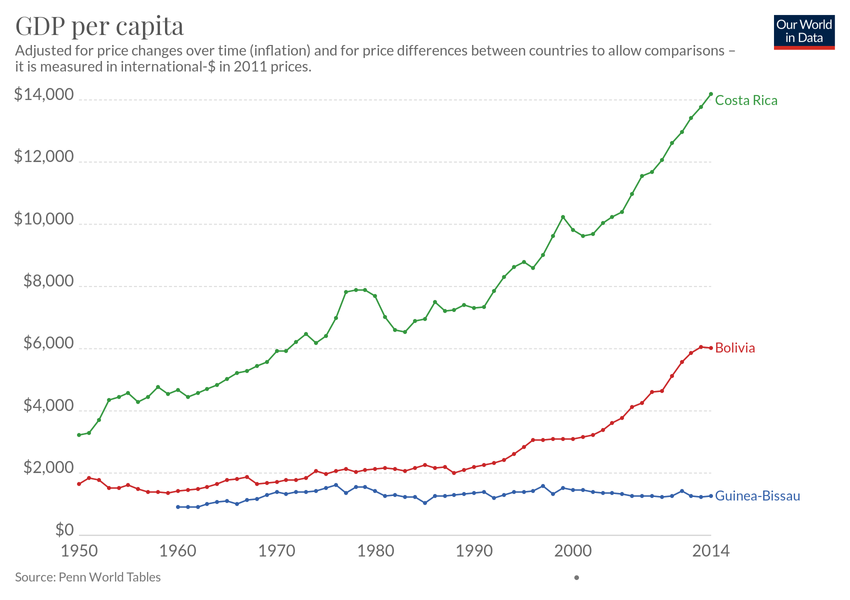 GDP per capita
Our World
in Data
Adjusted for price changes over time (inflation) and for price differences between countries to allow comparisons –
it is measured in international-$ in 2011 prices.
$14,000
Costa Rica
$12,000
$10,000
$8,000
$6,000
Bolivia
$4,000
$2,000
Guinea-Bissau
$0
1950 1960 1970 1980 1990 2000 2014
Source: Penn World Tables